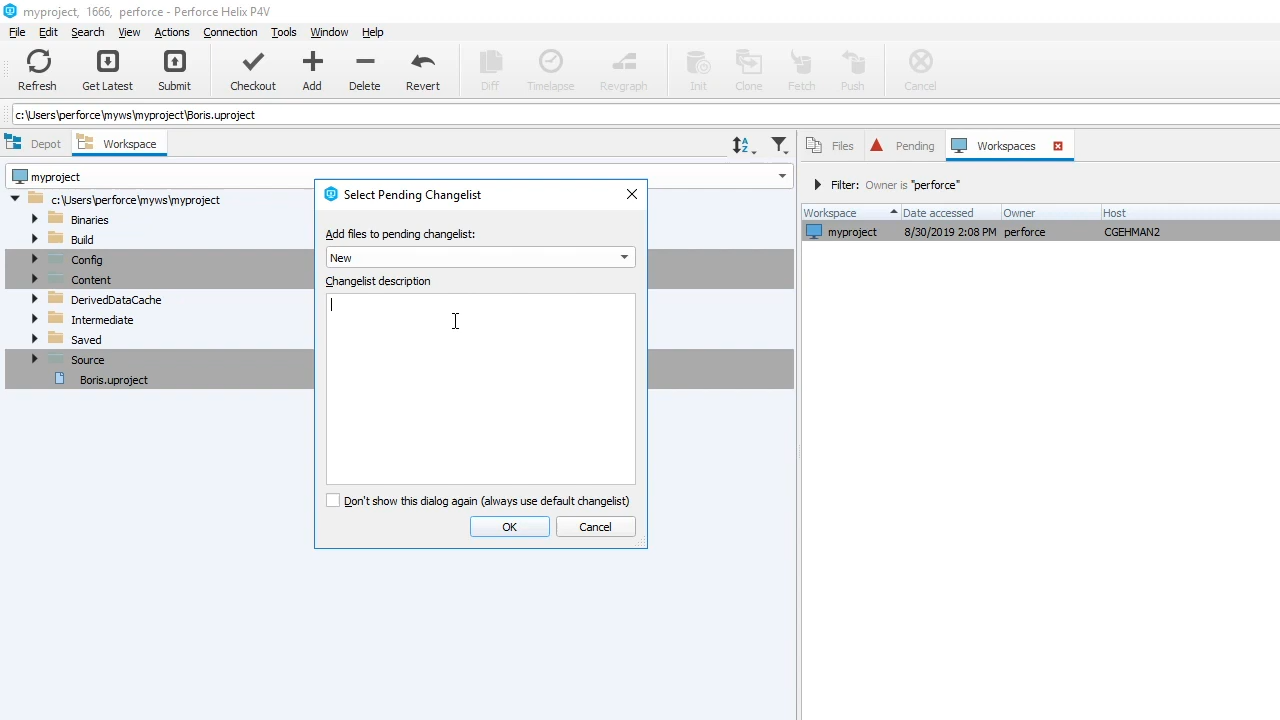 myproject, 1666, perforce - Perforce Helix P4V
File Edit Search View Actions Connection Tools Window Help
Refresh Get Latest Submit Checkout Add Delete Revert Diff Timelapse Revgraph Init Clone Fetch Push Cancel
c:\Users\perforce\myws\myproject\Boris.uproject
Depot Workspace
myproject
c:\Users\perforce\myws\myproject
Binaries
Build
Config
Content
DerivedDataCache
Intermediate
Saved
Source
Boris.uproject
Select Pending Changelist
Add files to pending changelist:
New
Changelist description
Don't show this dialog again (always use default changelist)
OK Cancel
Files Pending Workspaces
Filter: Owner is "perforce"
Workspace Date accessed Owner Host
myproject 8/30/2019 2:08 PM perforce CGEHMAN2